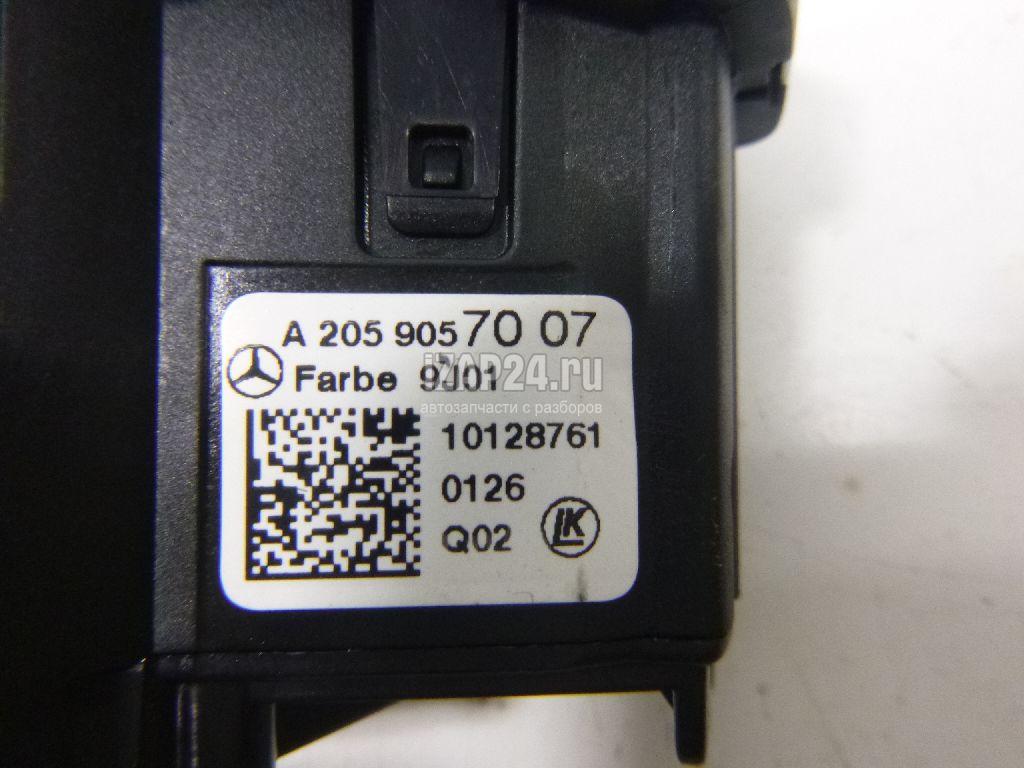 A 205 905 70 07
Farbe 9J01
iZAP24.ru
автозапчасти с разборов
10128761
0126
Q02
LK